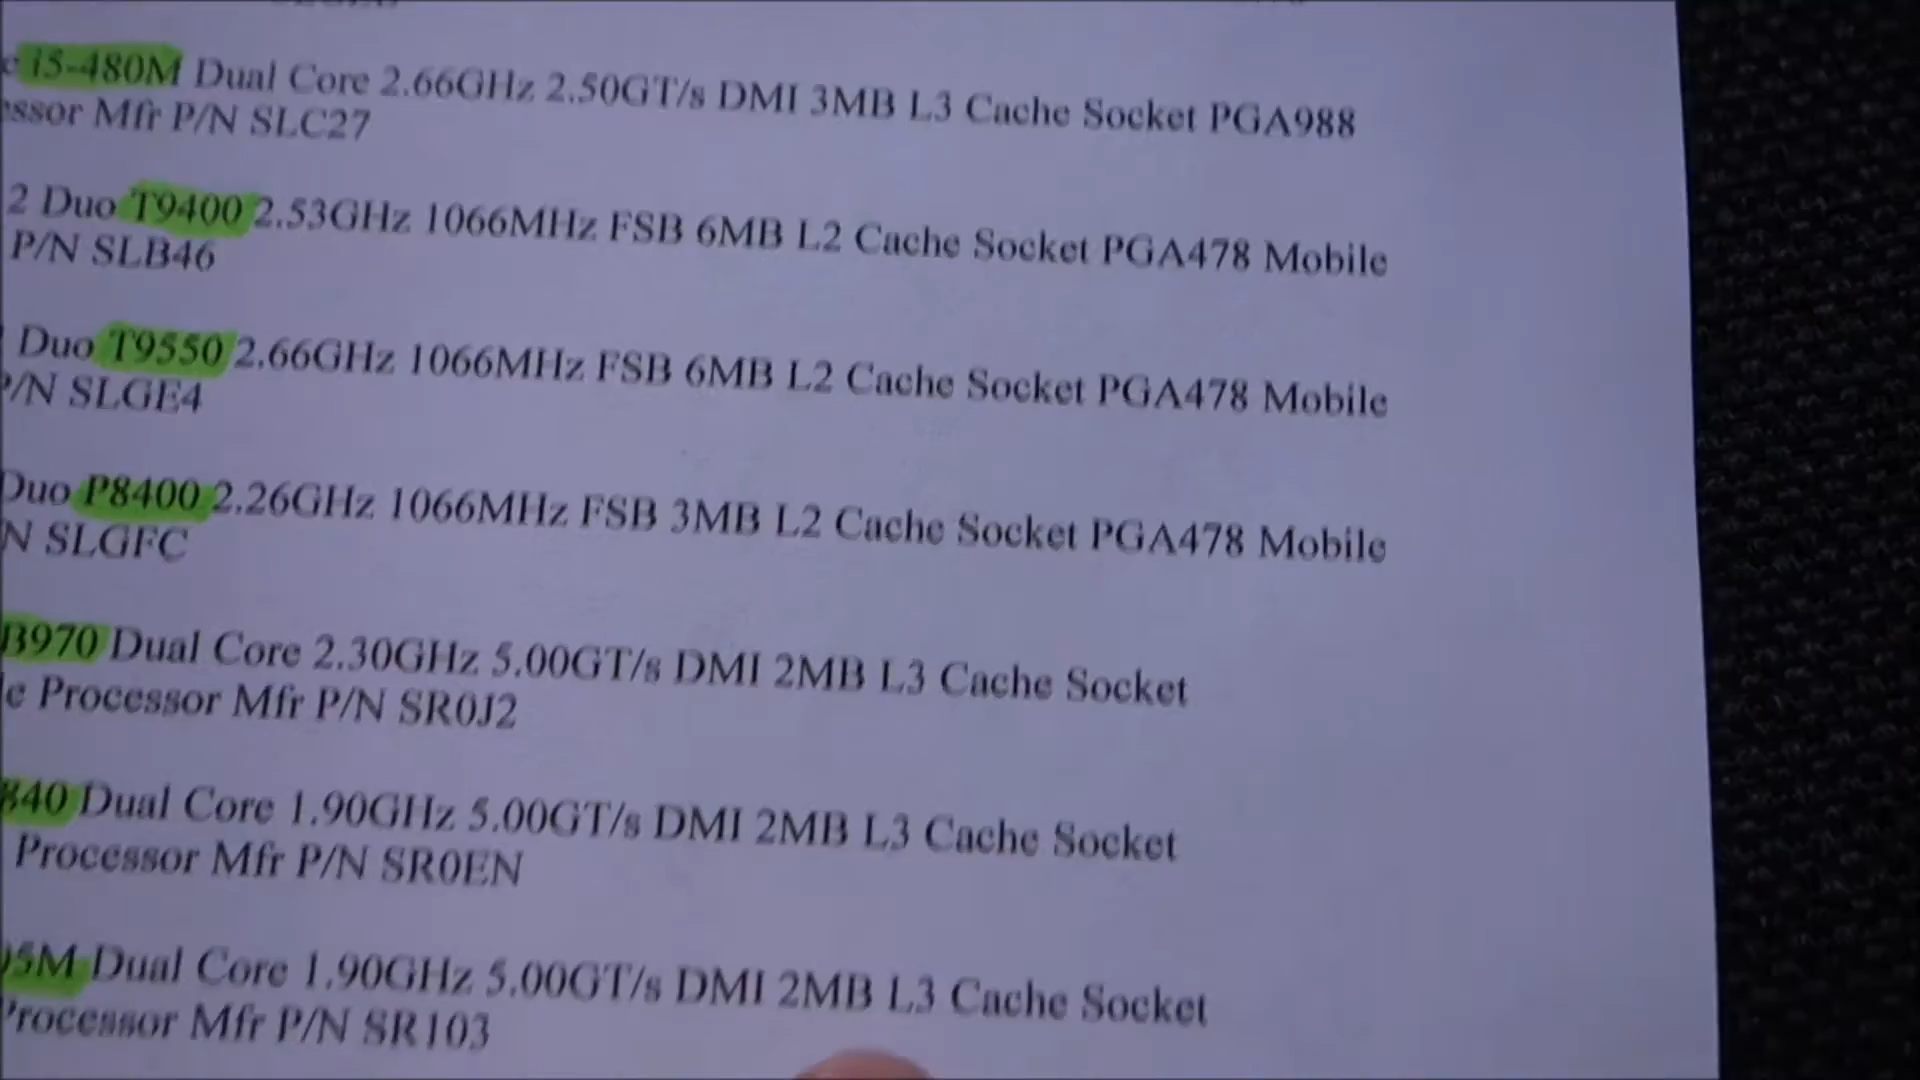 i5-480M Dual Core 2.66GHz 2.50GT/s DMI 3MB L3 Cache Socket PGA988
Mfr P/N SLC27
2 Duo T9400 2.53GHz 1066MHz FSB 6MB L2 Cache Socket PGA478 Mobile
P/N SLB46
Duo T9550 2.66GHz 1066MHz FSB 6MB L2 Cache Socket PGA478 Mobile
P/N SLGE4
Duo P8400 2.26GHz 1066MHz FSB 3MB L2 Cache Socket PGA478 Mobile
N SLGFC
B970 Dual Core 2.30GHz 5.00GT/s DMI 2MB L3 Cache Socket
le Processor Mfr P/N SR0J2
840 Dual Core 1.90GHz 5.00GT/s DMI 2MB L3 Cache Socket
Processor Mfr P/N SR0EN
5M Dual Core 1.90GHz 5.00GT/s DMI 2MB L3 Cache Socket
Processor Mfr P/N SR103